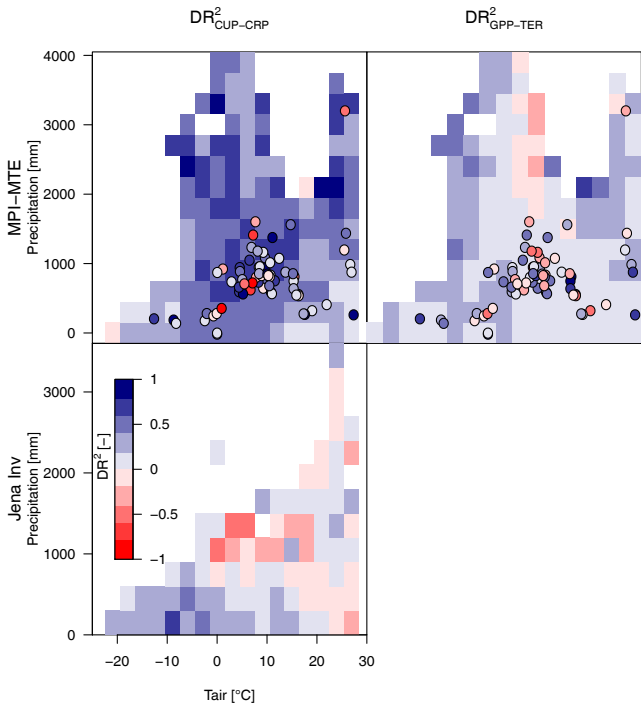 DR²CUP−CRP
DR²GPP−TER
MPI−MTE
Precipitation [mm]
4000
3000
2000
1000
0
Jena Inv
Precipitation [mm]
3000
2000
1000
0
DR² [−]
1
0.5
0
−0.5
−1
−20
−10
0
10
20
30
Tair [°C]